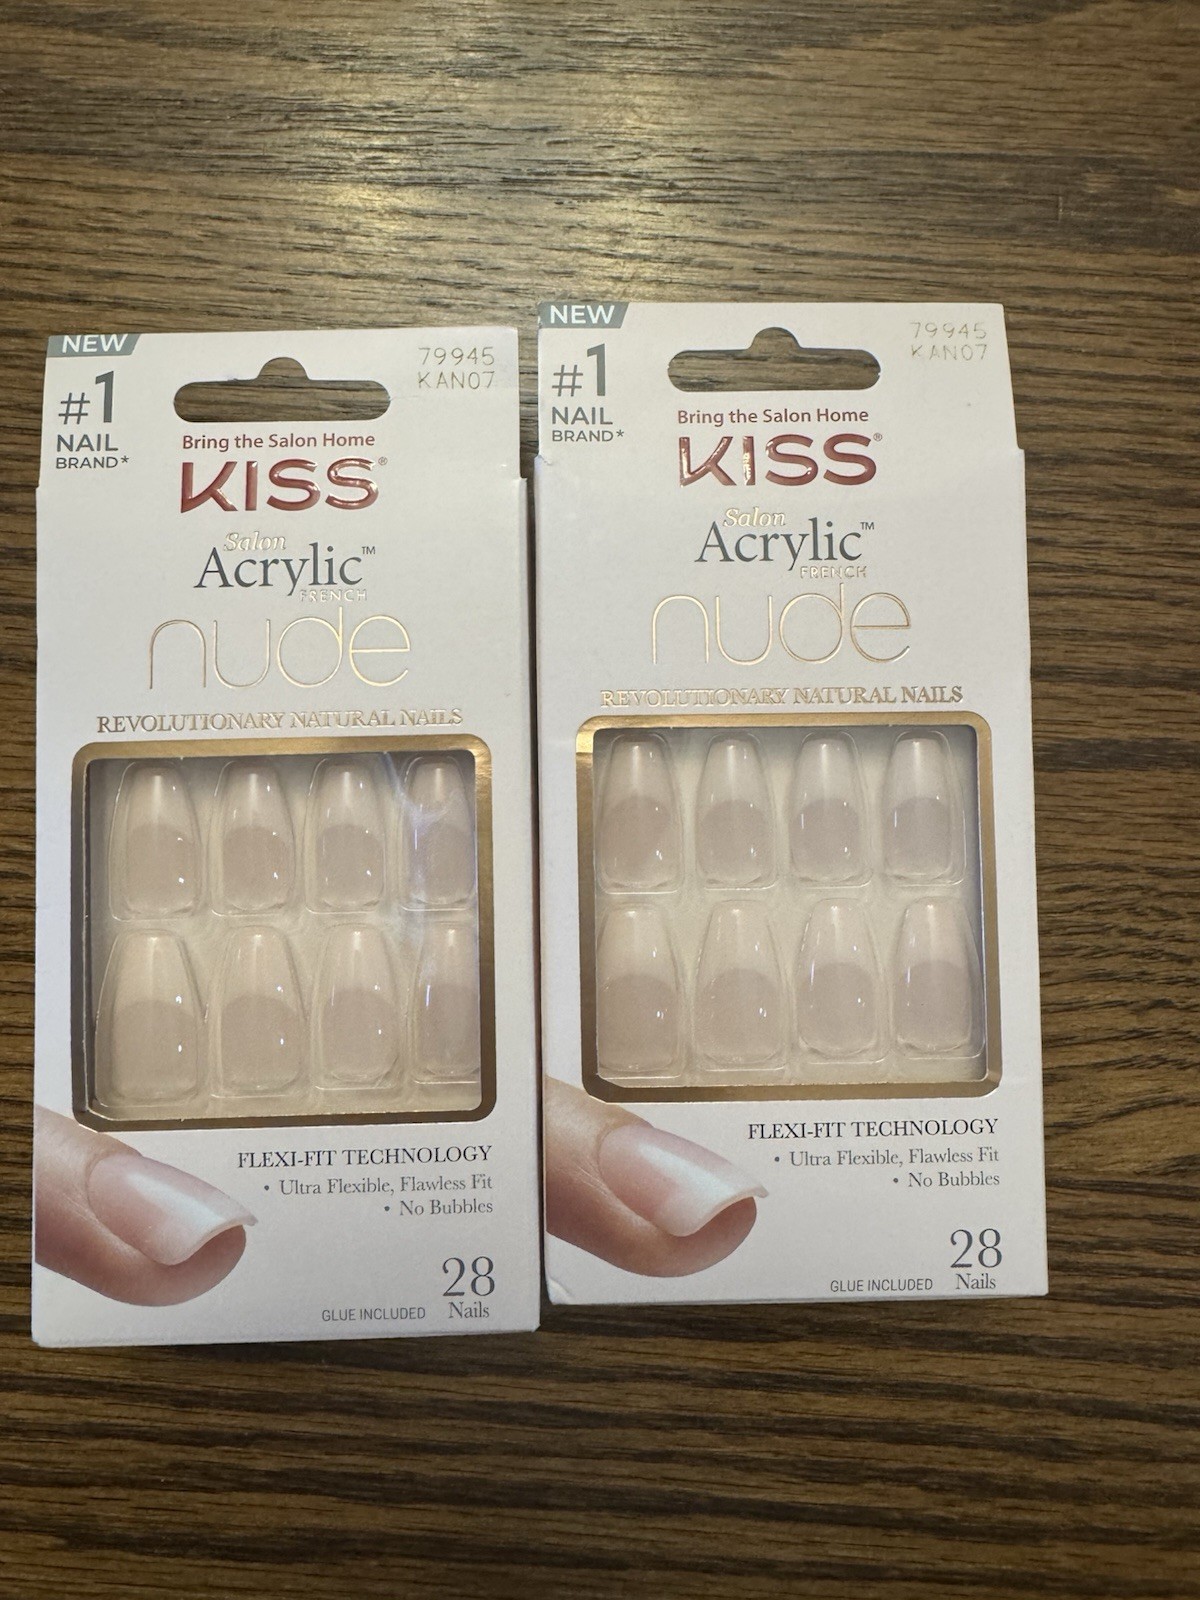 NEW
79945
KAN07
#1
NAIL
BRAND*
Bring the Salon Home
KISS®
Salon
Acrylic™
FRENCH
nude
REVOLUTIONARY NATURAL NAILS
FLEXI-FIT TECHNOLOGY
• Ultra Flexible, Flawless Fit
• No Bubbles
28
GLUE INCLUDED Nails
NEW
79945
KAN07
#1
NAIL
BRAND*
Bring the Salon Home
KISS®
Salon
Acrylic™
FRENCH
nude
REVOLUTIONARY NATURAL NAILS
FLEXI-FIT TECHNOLOGY
• Ultra Flexible, Flawless Fit
• No Bubbles
28
GLUE INCLUDED Nails